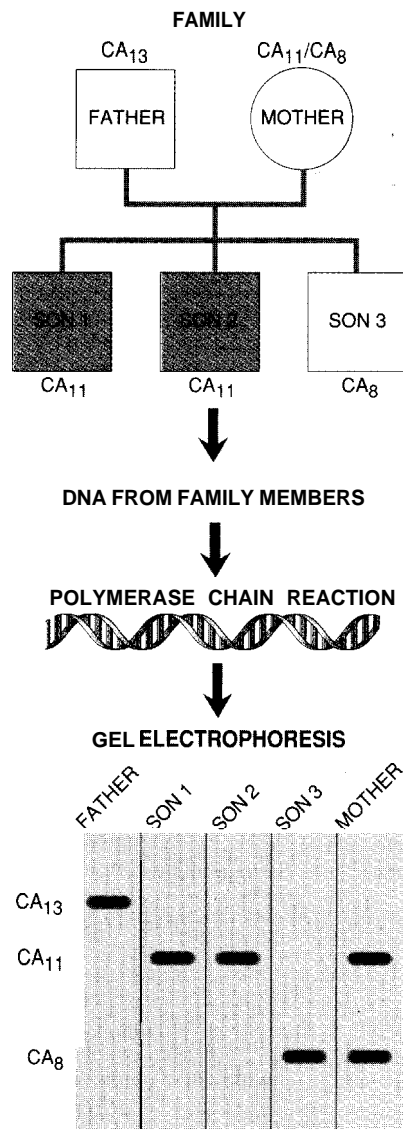 FAMILY
CA13 CA11/CA8
FATHER MOTHER
SON 1 SON 2 SON 3
CA11 CA11 CA8
DNA FROM FAMILY MEMBERS
POLYMERASE CHAIN REACTION
GEL ELECTROPHORESIS
FATHER SON 1 SON 2 SON 3 MOTHER
CA13
CA11
CA8